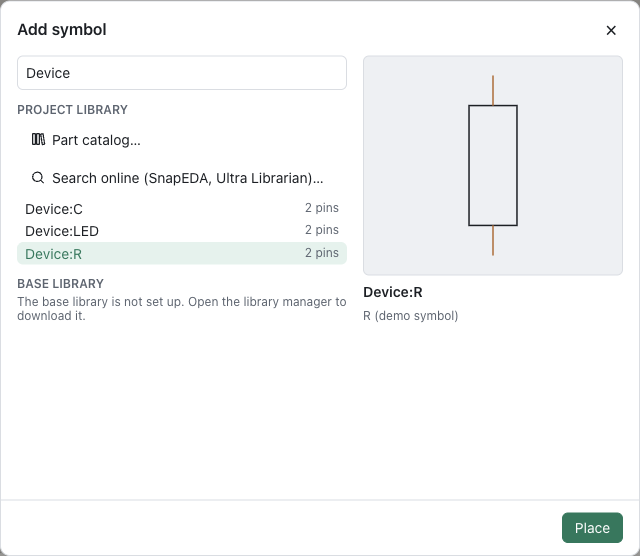 Add symbol
Device
PROJECT LIBRARY
Part catalog...
Search online (SnapEDA, Ultra Librarian)...
Device:C 2 pins
Device:LED 2 pins
Device:R 2 pins
BASE LIBRARY
The base library is not set up. Open the library manager to
download it.
Device:R
R (demo symbol)
Place